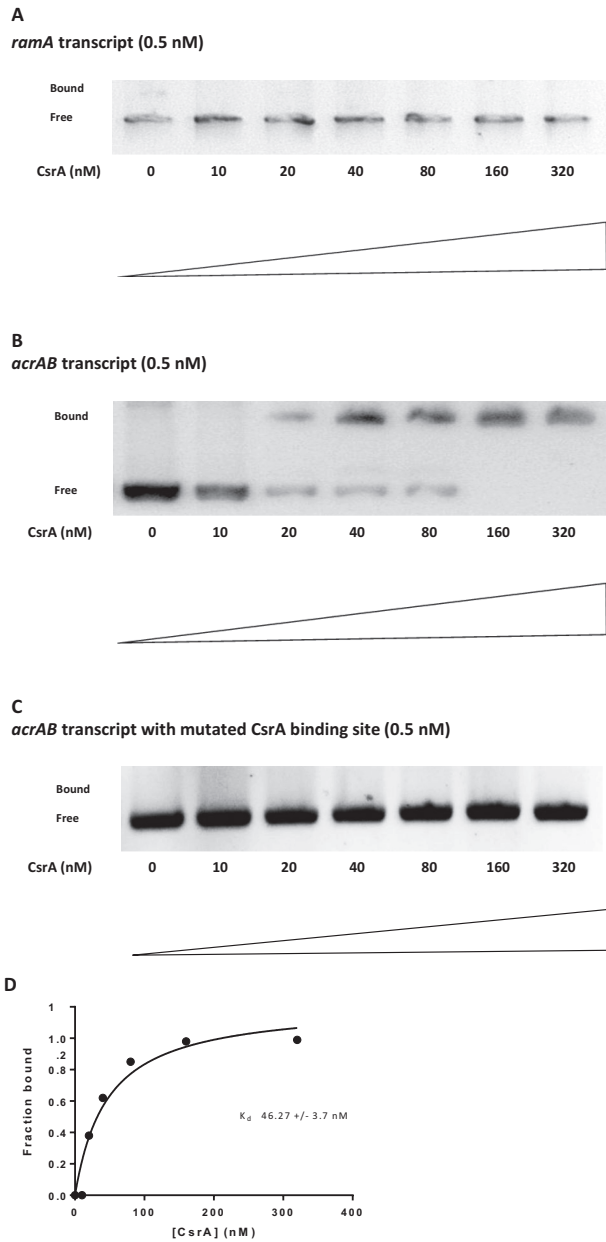 A
ramA transcript (0.5 nM)
Bound
Free
CsrA (nM) 0 10 20 40 80 160 320
B
acrAB transcript (0.5 nM)
Bound
Free
CsrA (nM) 0 10 20 40 80 160 320
C
acrAB transcript with mutated CsrA binding site (0.5 nM)
Bound
Free
CsrA (nM) 0 10 20 40 80 160 320
D
1
1.0
.2
0.8
0.6
0.4
0.2
0.0
Fraction bound
Kd 46.27 +/- 3.7 nM
0 100 200 300 400
[CsrA] (nM)